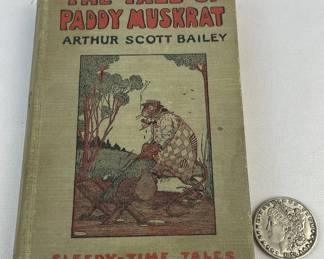 THE TALE OF
PADDY MUSKRAT
ARTHUR SCOTT BAILEY
SLEEPY-TIME TALES